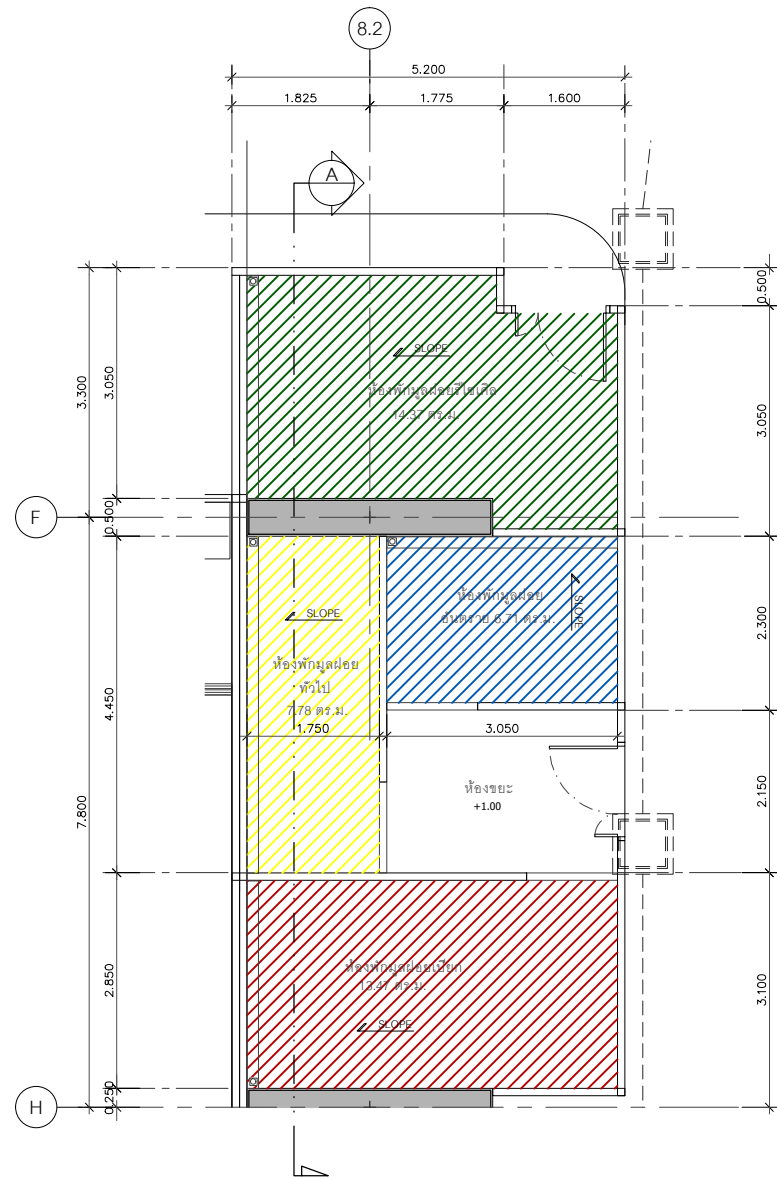 8.2
5.200
1.825
1.775
1.600
A
0.500
SLOPE
ห้องพักมูลฝอยรีไซเคิล
14.37 ตร.ม.
3.300
3.050
3.050
F
0.500
2.300
ห้องพักมูลฝอย
อันตราย 6.71 ตร.ม.
SLOPE
SLOPE
ห้องพักมูลฝอย
ทั่วไป
7.78 ตร.ม.
4.450
1.750
3.050
2.150
ห้องขยะ
+1.00
7.800
ห้องพักมูลฝอยเปียก
13.47 ตร.ม.
2.850
3.100
SLOPE
0.250
H